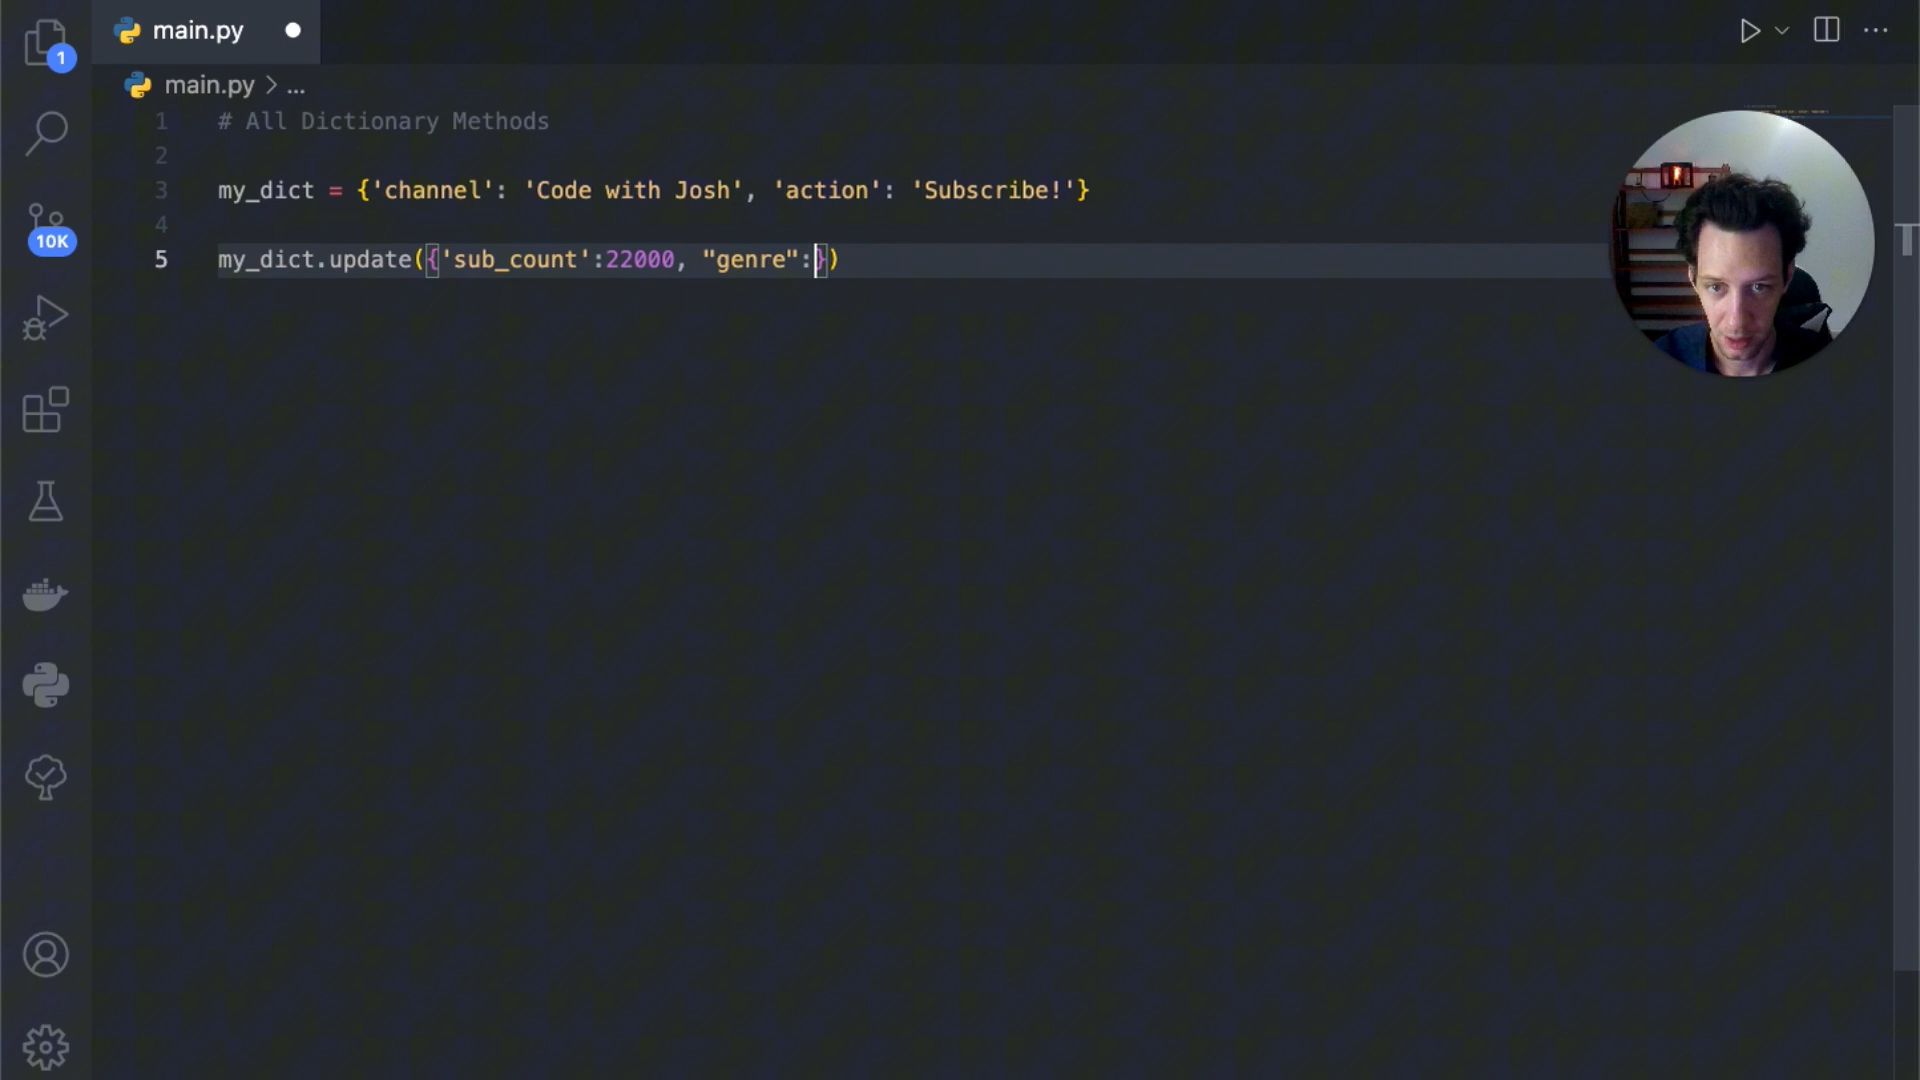 1
main.py
main.py > ...
1 # All Dictionary Methods
2
3 my_dict = {'channel': 'Code with Josh', 'action': 'Subscribe!'}
4
5 my_dict.update({'sub_count':22000, "genre":})
10K